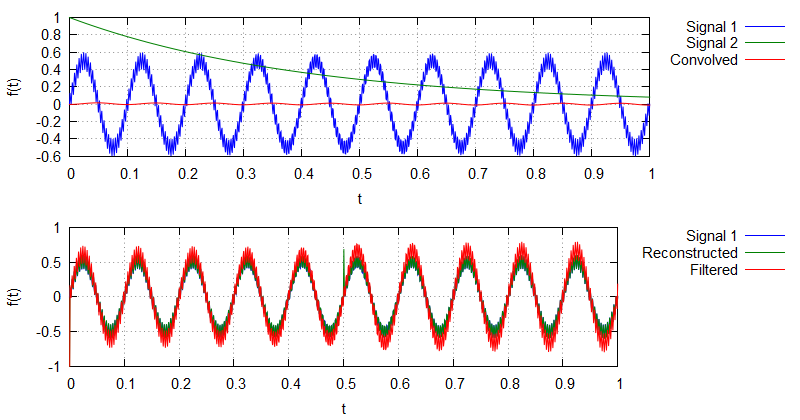 1
0.8
0.6
0.4
0.2
0
-0.2
-0.4
-0.6
f(t)
0 0.1 0.2 0.3 0.4 0.5 0.6 0.7 0.8 0.9 1
t
Signal 1
Signal 2
Convolved
1
0.5
0
-0.5
-1
f(t)
0 0.1 0.2 0.3 0.4 0.5 0.6 0.7 0.8 0.9 1
t
Signal 1
Reconstructed
Filtered